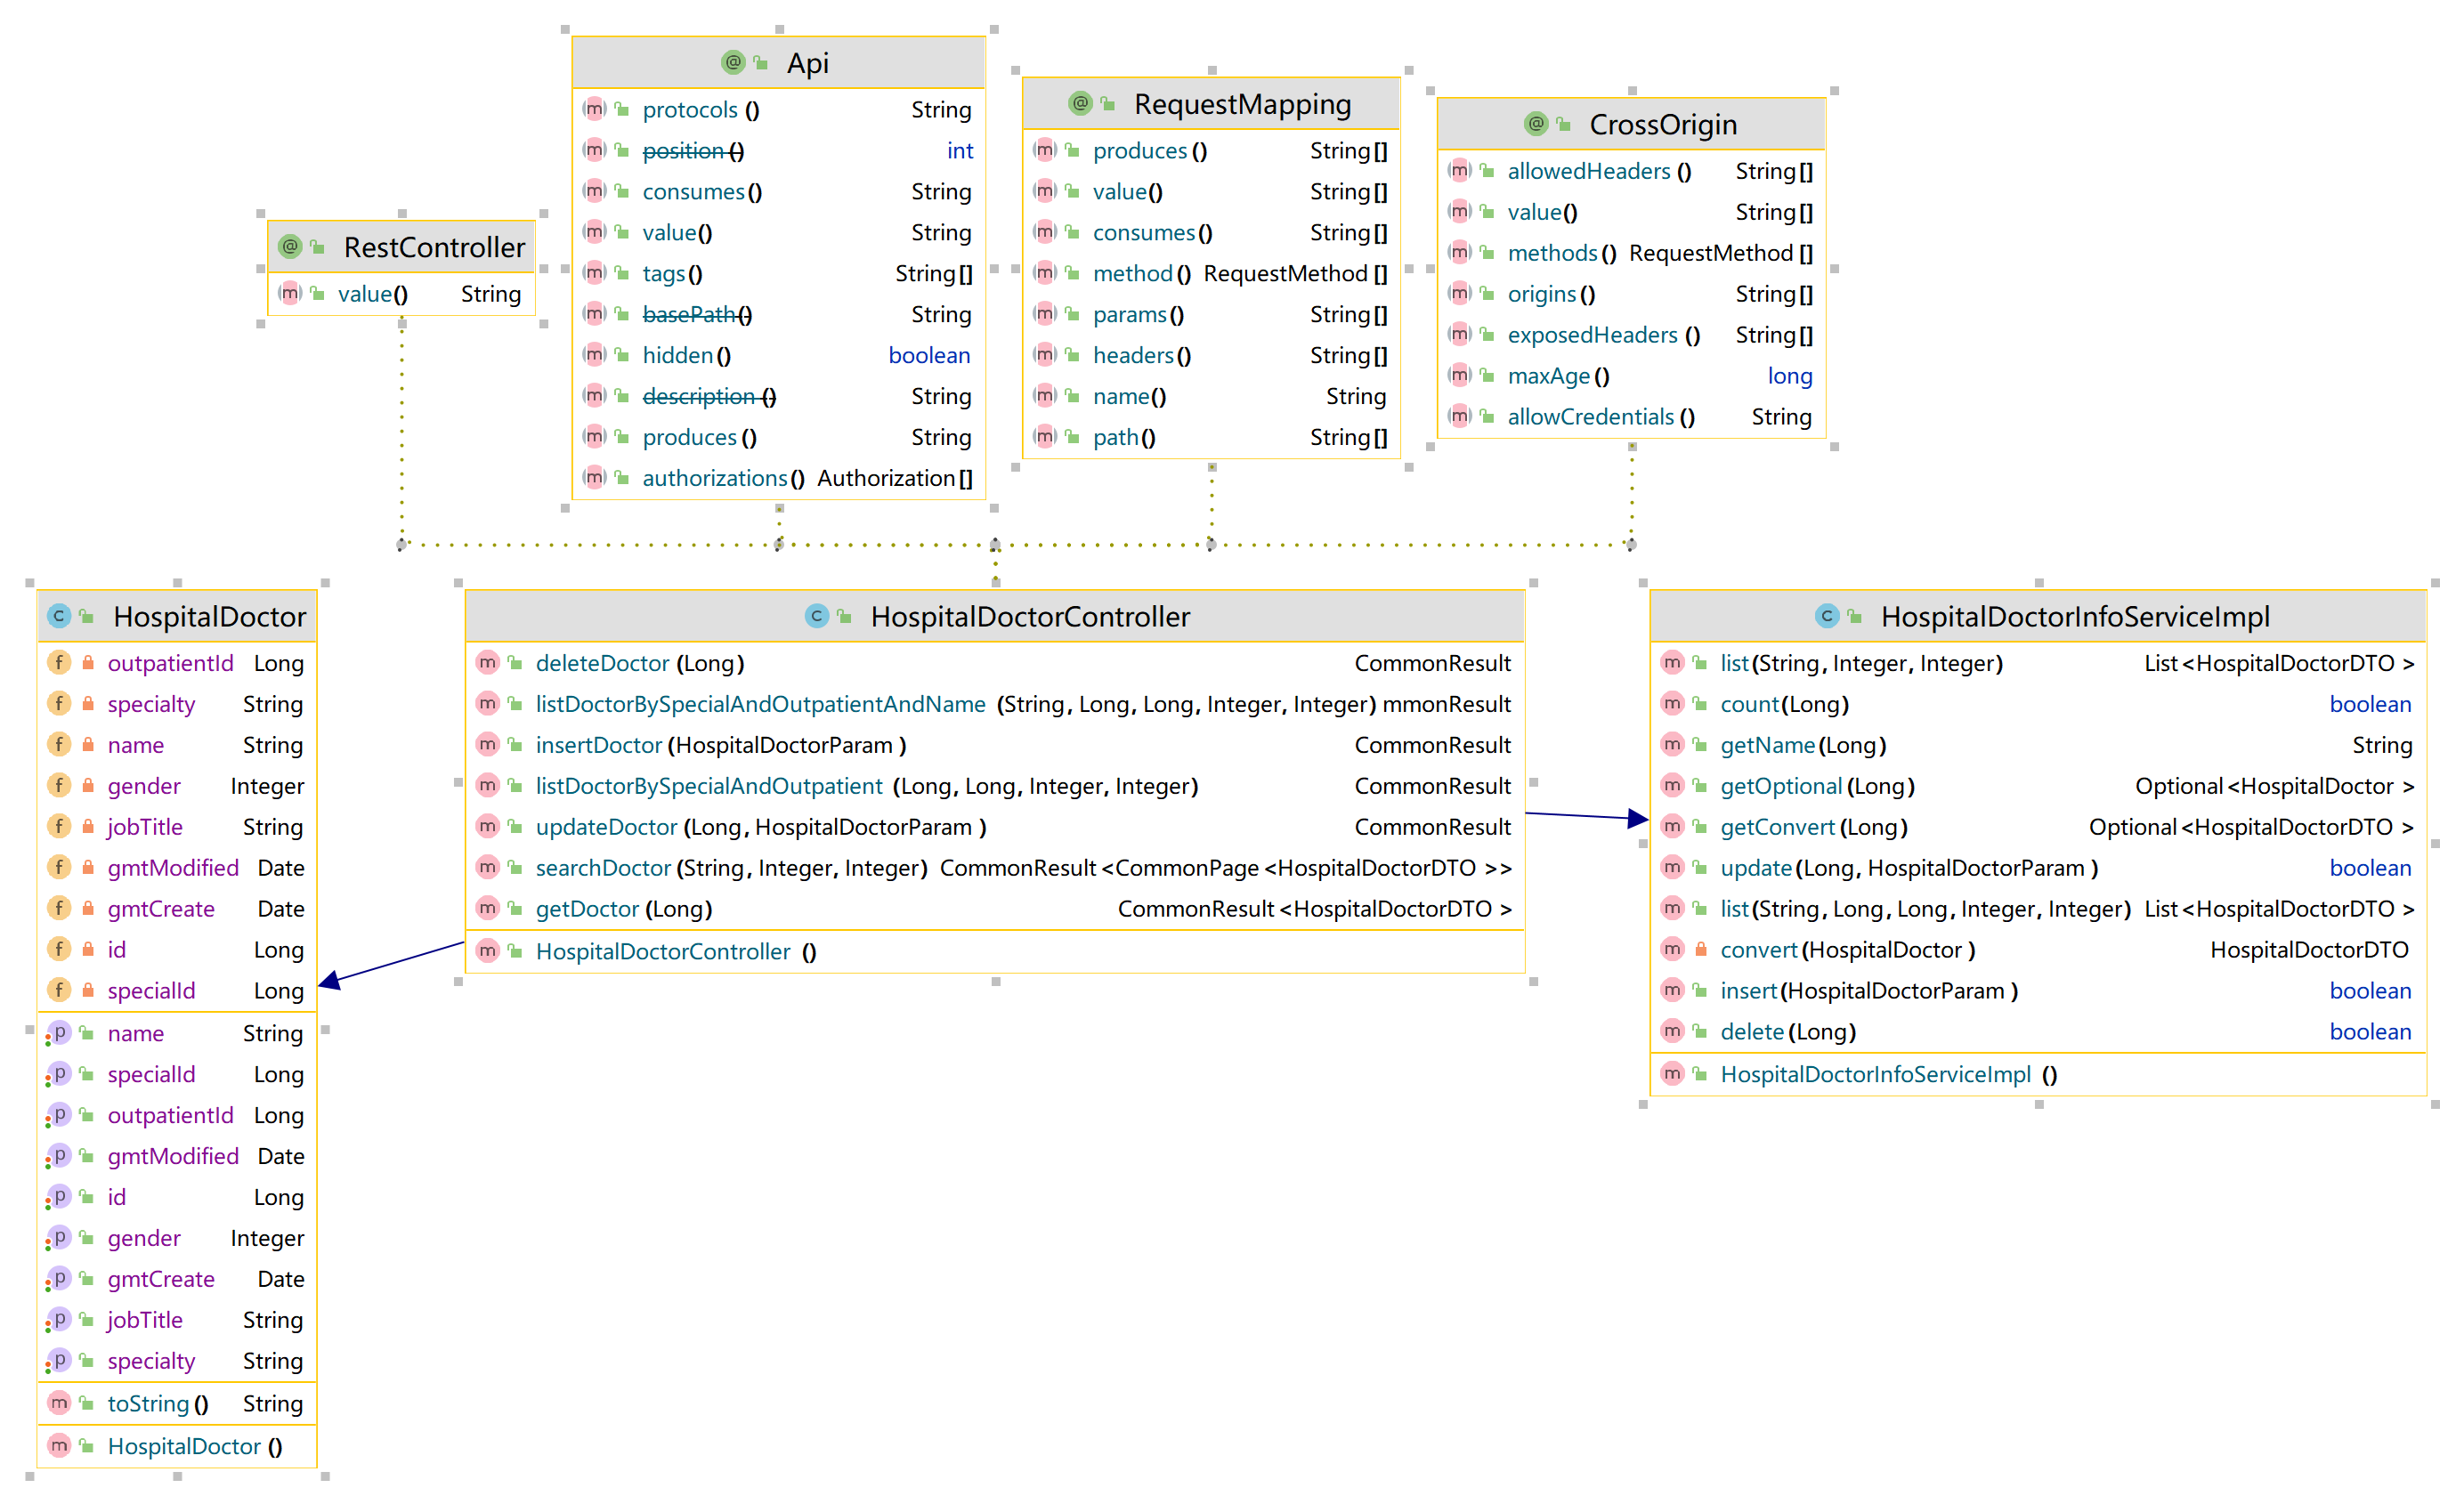 Api
protocols () String
position () int
consumes() String
value() String
tags() String[]
basePath() String
hidden() boolean
description () String
produces () String
authorizations() Authorization[]
RequestMapping
produces () String[]
value() String[]
consumes() String[]
method() RequestMethod []
params() String[]
headers() String[]
name() String
path() String[]
CrossOrigin
allowedHeaders () String[]
value() String[]
methods() RequestMethod []
origins() String[]
exposedHeaders () String[]
maxAge () long
allowCredentials () String
RestController
value() String
HospitalDoctor
outpatientId Long
specialty String
name String
gender Integer
jobTitle String
gmtModified Date
gmtCreate Date
id Long
specialId Long
name String
specialId Long
outpatientId Long
gmtModified Date
id Long
gender Integer
gmtCreate Date
jobTitle String
specialty String
toString () String
HospitalDoctor ()
HospitalDoctorController
deleteDoctor (Long) CommonResult
listDoctorBySpecialAndOutpatientAndName (String, Long, Long, Integer, Integer) mmonResult
insertDoctor (HospitalDoctorParam ) CommonResult
listDoctorBySpecialAndOutpatient (Long, Long, Integer, Integer) CommonResult
updateDoctor (Long, HospitalDoctorParam ) CommonResult
searchDoctor (String, Integer, Integer) CommonResult <CommonPage <HospitalDoctorDTO >>
getDoctor (Long) CommonResult <HospitalDoctorDTO >
HospitalDoctorController ()
HospitalDoctorInfoServiceImpl
list(String, Integer, Integer) List <HospitalDoctorDTO >
count(Long) boolean
getName(Long) String
getOptional (Long) Optional <HospitalDoctor >
getConvert (Long) Optional <HospitalDoctorDTO >
update(Long, HospitalDoctorParam ) boolean
list(String, Long, Long, Integer, Integer) List <HospitalDoctorDTO >
convert(HospitalDoctor ) HospitalDoctorDTO
insert(HospitalDoctorParam ) boolean
delete (Long) boolean
HospitalDoctorInfoServiceImpl ()